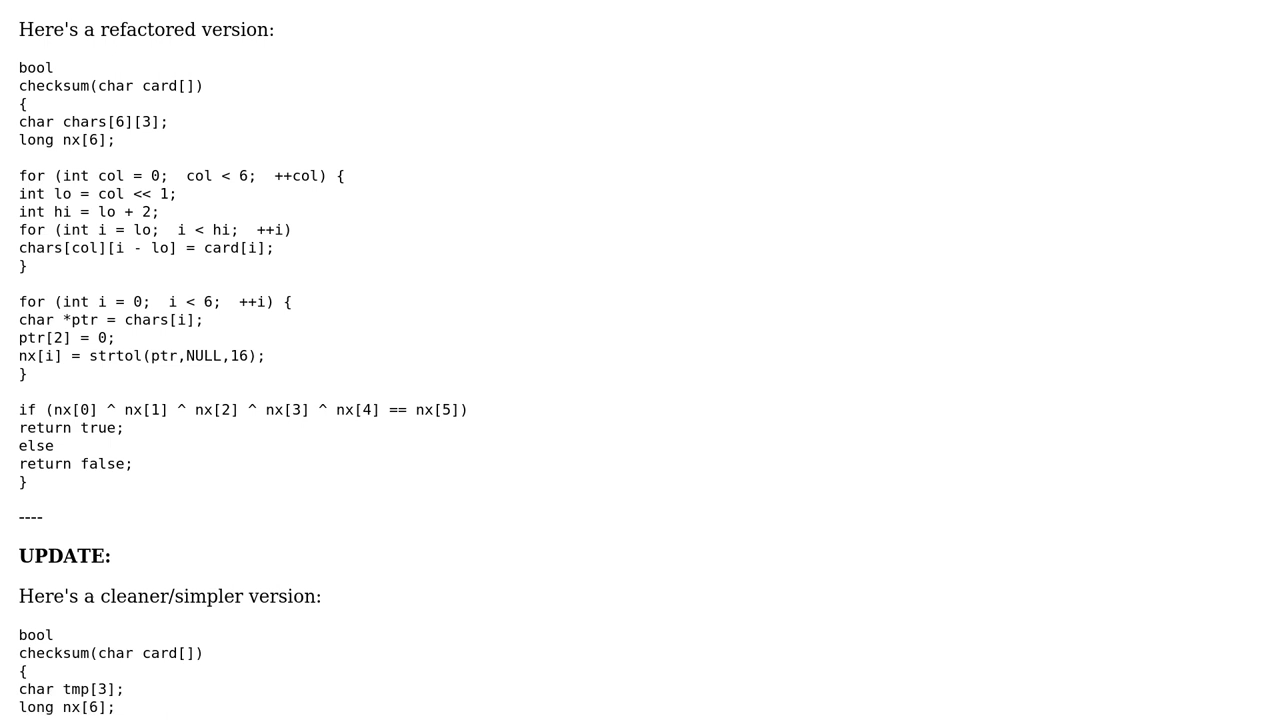 Here's a refactored version:
bool
checksum(char card[])
{
char chars[6][3];
long nx[6];
for (int col = 0;  col < 6;  ++col) {
int lo = col << 1;
int hi = lo + 2;
for (int i = lo;  i < hi;  ++i)
chars[col][i - lo] = card[i];
}
for (int i = 0;  i < 6;  ++i) {
char *ptr = chars[i];
ptr[2] = 0;
nx[i] = strtol(ptr,NULL,16);
}
if (nx[0] ^ nx[1] ^ nx[2] ^ nx[3] ^ nx[4] == nx[5])
return true;
else
return false;
}
----
UPDATE:
Here's a cleaner/simpler version:
bool
checksum(char card[])
{
char tmp[3];
long nx[6];